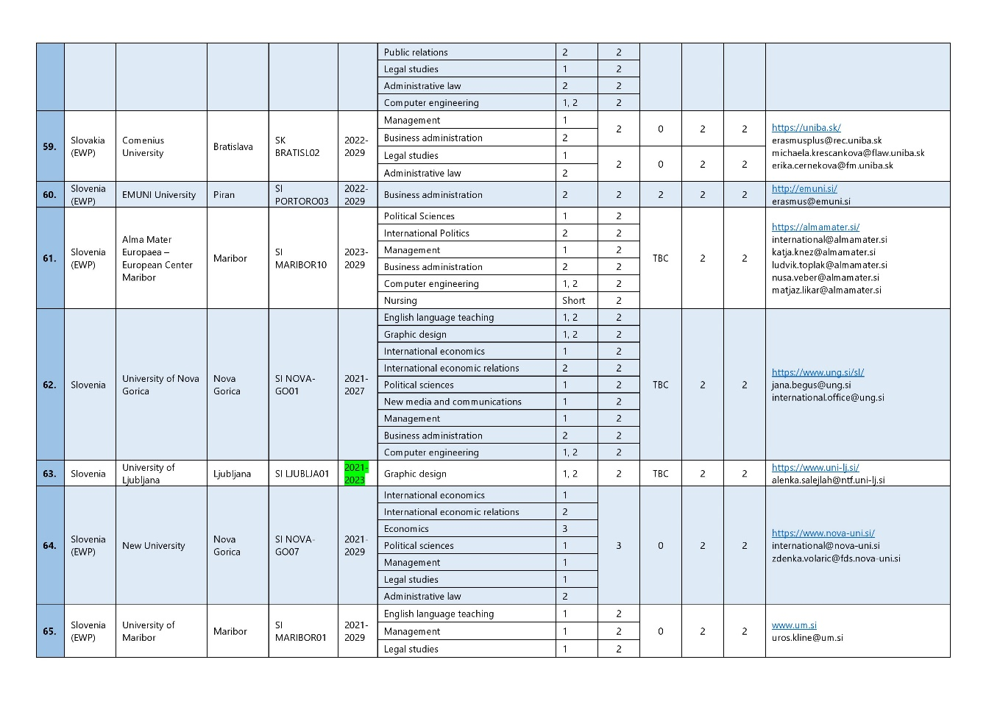 Public relations 2 2
Legal studies 1 2
Administrative law 2 2
Computer engineering 1, 2 2
59. Slovakia (EWP) Comenius University Bratislava SK BRATISL02 2022-2029
Management 1
Business administration 2
2 0 2 2
Legal studies 1
Administrative law 2
2 0 2 2
https://uniba.sk/
erasmusplus@rec.uniba.sk
michaela.krescankova@flaw.uniba.sk
erika.cernekova@fm.uniba.sk
60. Slovenia (EWP) EMUNI University Piran SI PORTORO03 2022-2029
Business administration 2 2 2 2 2
http://emuni.si/
erasmus@emuni.si
61. Slovenia (EWP) Alma Mater Europaea – European Center Maribor Maribor SI MARIBOR10 2023-2029
Political Sciences 1 2
International Politics 2 2
Management 1 2
Business administration 2 2
Computer engineering 1, 2 2
Nursing Short 2
TBC 2 2
https://almamater.si/
international@almamater.si
katja.knez@almamater.si
ludvik.toplak@almamater.si
nusa.veber@almamater.si
matjaz.likar@almamater.si
62. Slovenia University of Nova Gorica Nova Gorica SI NOVA-GO01 2021-2027
English language teaching 1, 2 2
Graphic design 1, 2 2
International economics 1 2
International economic relations 2 2
Political sciences 1 2
New media and communications 1 2
Management 1 2
Business administration 2 2
Computer engineering 1, 2 2
TBC 2 2
https://www.ung.si/sl/
jana.begus@ung.si
international.office@ung.si
63. Slovenia University of Ljubljana Ljubljana SI LJUBLJA01 2021-2023
Graphic design 1, 2 2 TBC 2 2
https://www.uni-lj.si/
alenka.salejlah@ntf.uni-lj.si
64. Slovenia (EWP) New University Nova Gorica SI NOVA-GO07 2021-2029
International economics 1
International economic relations 2
Economics 3
Political sciences 1
Management 1
Legal studies 1
Administrative law 2
3 0 2 2
https://www.nova-uni.si/
international@nova-uni.si
zdenka.volaric@fds.nova-uni.si
65. Slovenia (EWP) University of Maribor Maribor SI MARIBOR01 2021-2029
English language teaching 1 2
Management 1 2
Legal studies 1 2
0 2 2
www.um.si
uros.kline@um.si